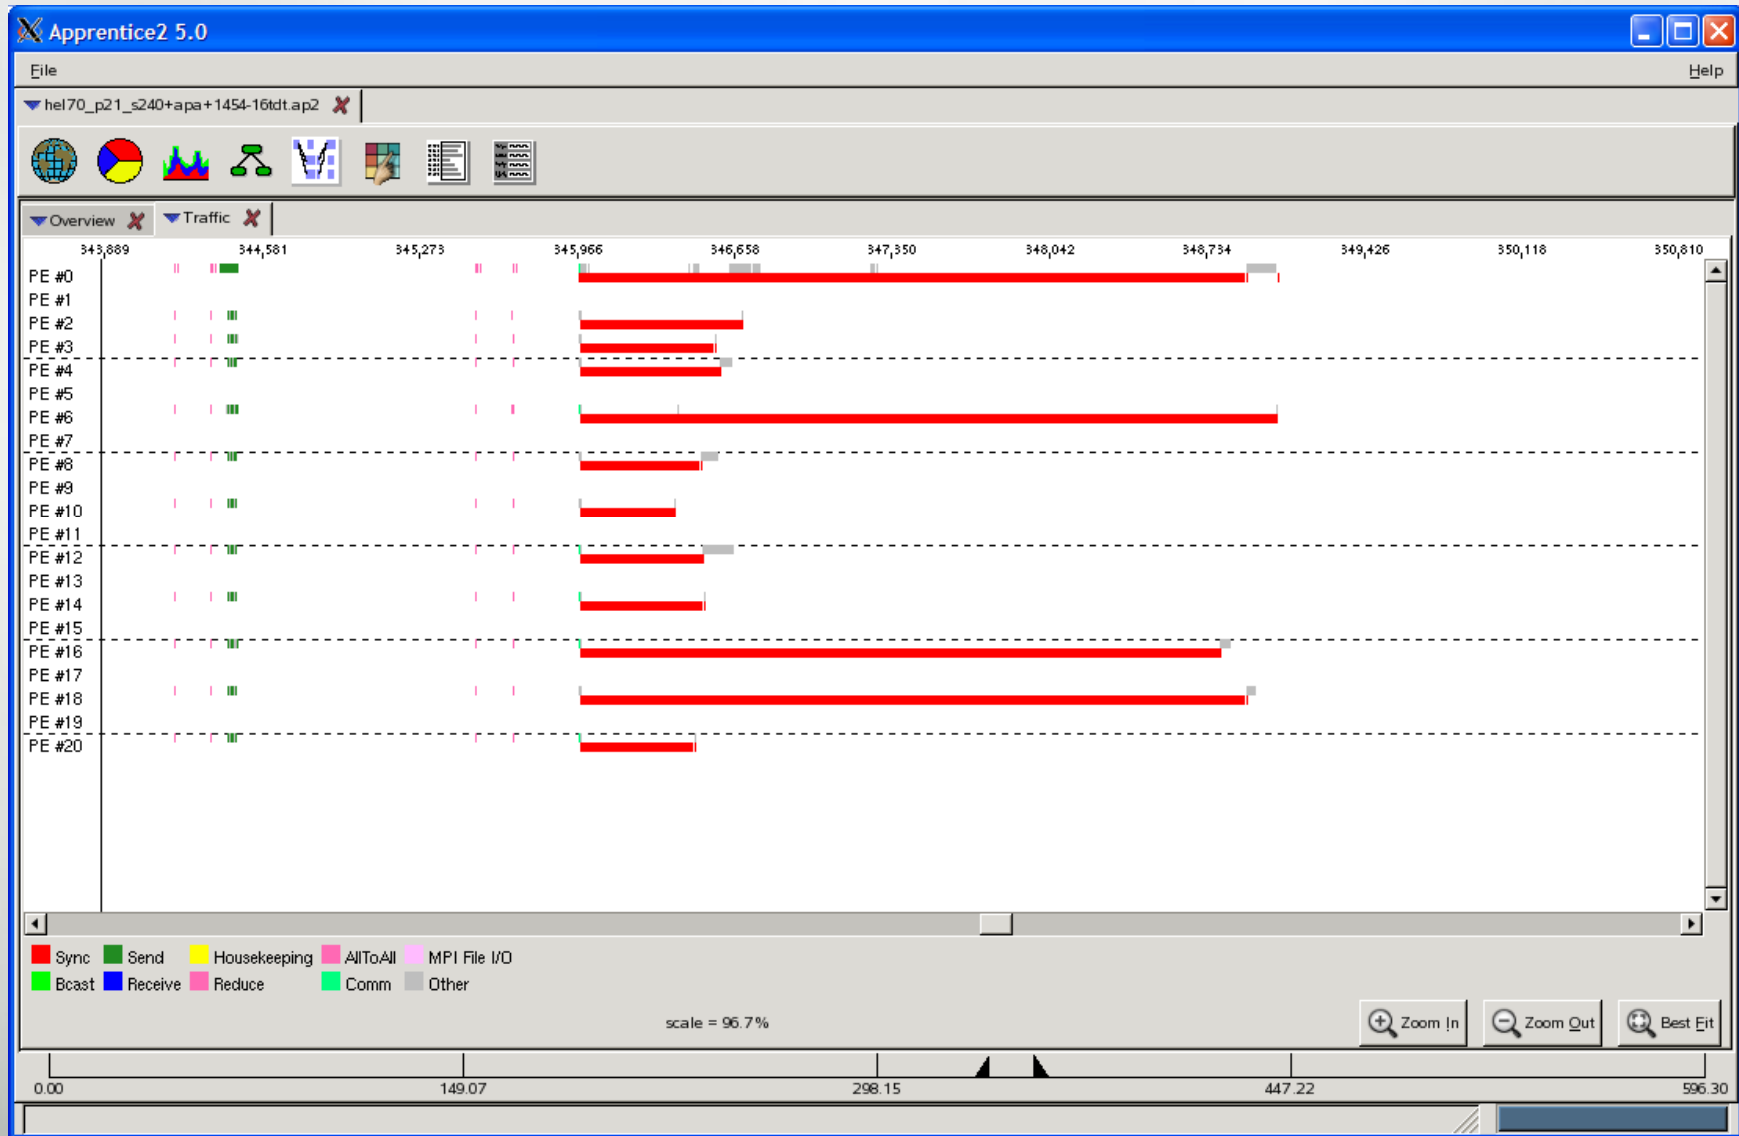 Apprentice2 5.0
File Help
hel70_p21_s240+apa+1454-16tdt.ap2
Overview Traffic
343,889 344,581 345,273 345,966 346,658 347,350 348,042 348,734 349,426 350,118 350,810
PE #0
PE #1
PE #2
PE #3
PE #4
PE #5
PE #6
PE #7
PE #8
PE #9
PE #10
PE #11
PE #12
PE #13
PE #14
PE #15
PE #16
PE #17
PE #18
PE #19
PE #20
Sync Send Housekeeping AllToAll MPI File I/O
Bcast Receive Reduce Comm Other
scale = 96.7% Zoom In Zoom Out Best Fit
0.00 149.07 298.15 447.22 596.30